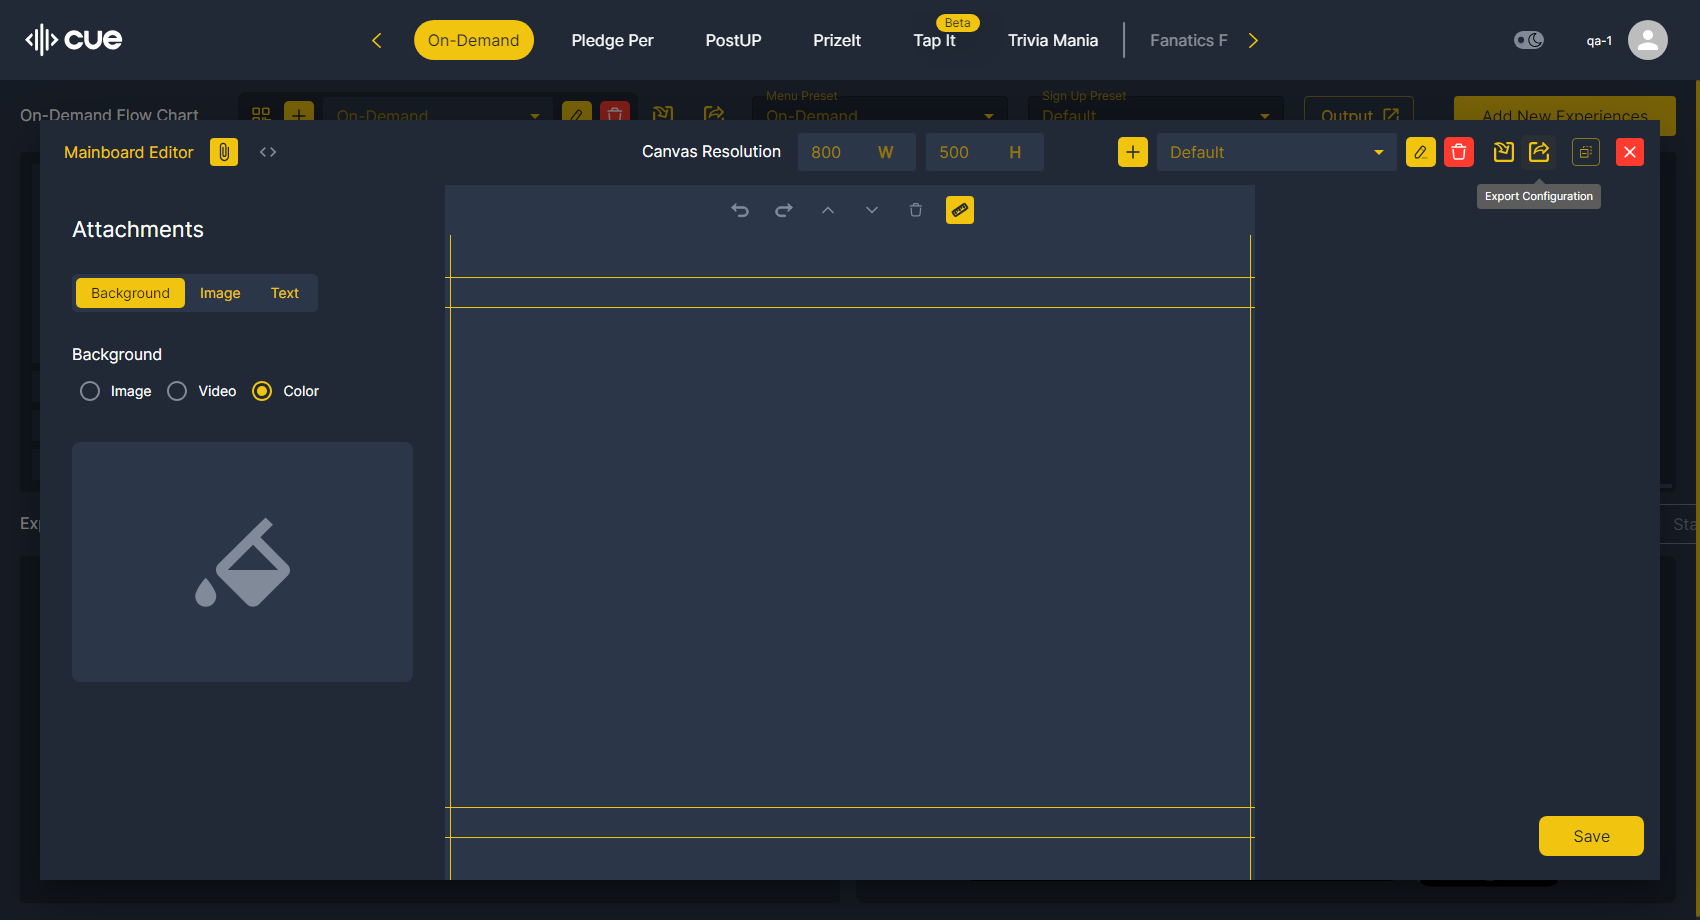 cue
On-Demand
Pledge Per
PostUP
PrizeIt
Beta
Tap It
Trivia Mania
Fanatics F
qa-1
On-Demand Flow Chart
On-Demand
Menu Preset
On-Demand
Sign Up Preset
Default
Output
Add New Experiences
Mainboard Editor
Canvas Resolution
800 W
500 H
Default
Export Configuration
Attachments
Background
Image
Text
Background
Image
Video
Color
Exp
Sta
Save